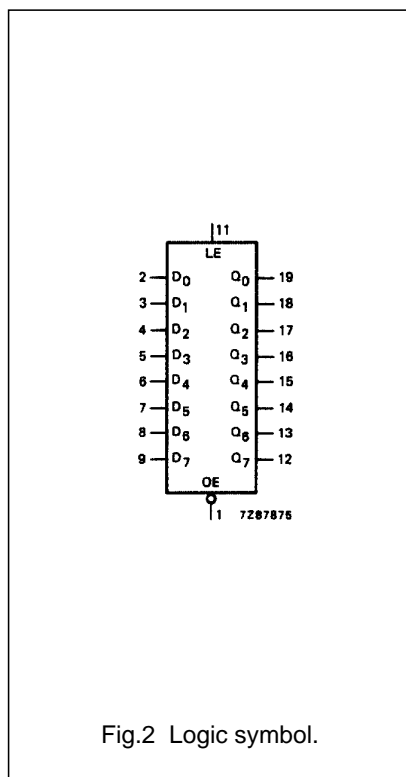 11
LE
2 D0 Q0 19
3 D1 Q1 18
4 D2 Q2 17
5 D3 Q3 16
6 D4 Q4 15
7 D5 Q5 14
8 D6 Q6 13
9 D7 Q7 12
OE
1 7287875
Fig.2 Logic symbol.